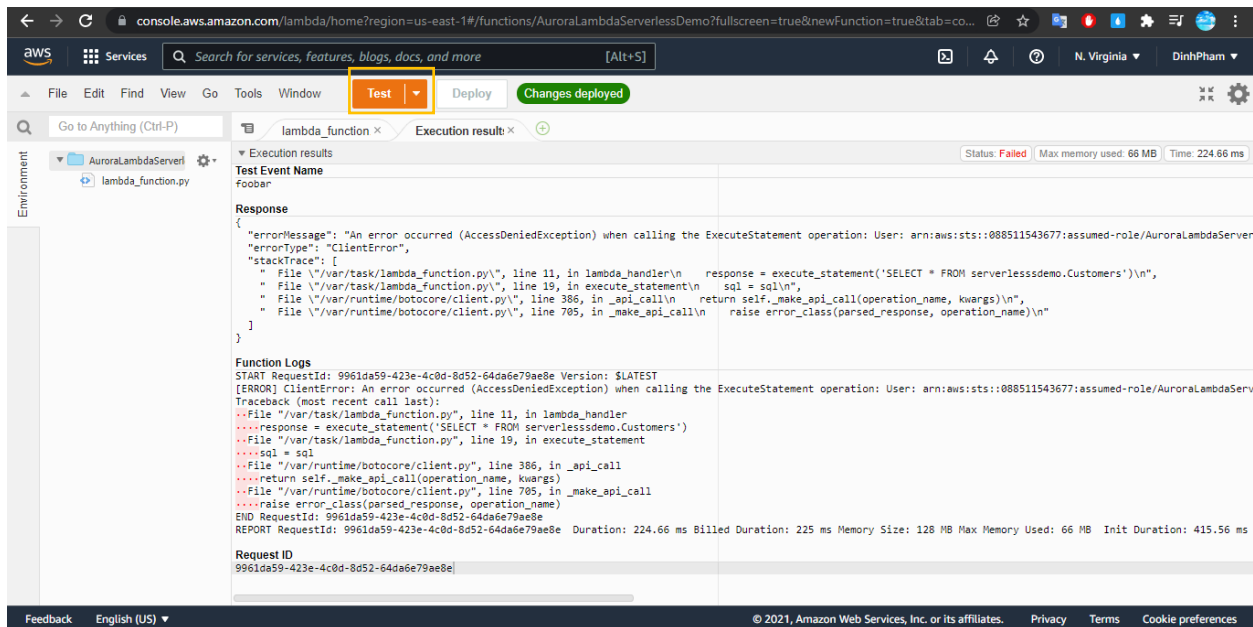 console.aws.amazon.com/lambda/home?region=us-east-1#/functions/AuroraLambdaServerlessDemo?fullscreen=true&newFunction=true&tab=co...
aws Services Search for services, features, blogs, docs, and more [Alt+S] N. Virginia ▼ DinhPham ▼
File Edit Find View Go Tools Window Test Deploy Changes deployed
Go to Anything (Ctrl-P) lambda_function × Execution results ×
Environment
AuroraLambdaServerl
lambda_function.py
Execution results Status: Failed Max memory used: 66 MB Time: 224.66 ms
Test Event Name
foobar
Response
{
"errorMessage": "An error occurred (AccessDeniedException) when calling the ExecuteStatement operation: User: arn:aws:sts::088511543677:assumed-role/AuroraLambdaServer
"errorType": "ClientError",
"stackTrace": [
"  File \"/var/task/lambda_function.py\", line 11, in lambda_handler\n    response = execute_statement('SELECT * FROM serverlesssdemo.Customers')\n",
"  File \"/var/task/lambda_function.py\", line 19, in execute_statement\n    sql = sql\n",
"  File \"/var/runtime/botocore/client.py\", line 386, in _api_call\n    return self._make_api_call(operation_name, kwargs)\n",
"  File \"/var/runtime/botocore/client.py\", line 705, in _make_api_call\n    raise error_class(parsed_response, operation_name)\n"
]
}
Function Logs
START RequestId: 9961da59-423e-4c0d-8d52-64da6e79ae8e Version: $LATEST
[ERROR] ClientError: An error occurred (AccessDeniedException) when calling the ExecuteStatement operation: User: arn:aws:sts::088511543677:assumed-role/AuroraLambdaServ
Traceback (most recent call last):
··File "/var/task/lambda_function.py", line 11, in lambda_handler
····response = execute_statement('SELECT * FROM serverlesssdemo.Customers')
··File "/var/task/lambda_function.py", line 19, in execute_statement
····sql = sql
··File "/var/runtime/botocore/client.py", line 386, in _api_call
····return self._make_api_call(operation_name, kwargs)
··File "/var/runtime/botocore/client.py", line 705, in _make_api_call
····raise error_class(parsed_response, operation_name)
END RequestId: 9961da59-423e-4c0d-8d52-64da6e79ae8e
REPORT RequestId: 9961da59-423e-4c0d-8d52-64da6e79ae8e  Duration: 224.66 ms Billed Duration: 225 ms Memory Size: 128 MB Max Memory Used: 66 MB  Init Duration: 415.56 ms
Request ID
9961da59-423e-4c0d-8d52-64da6e79ae8e
Feedback English (US) ▼ © 2021, Amazon Web Services, Inc. or its affiliates. Privacy Terms Cookie preferences